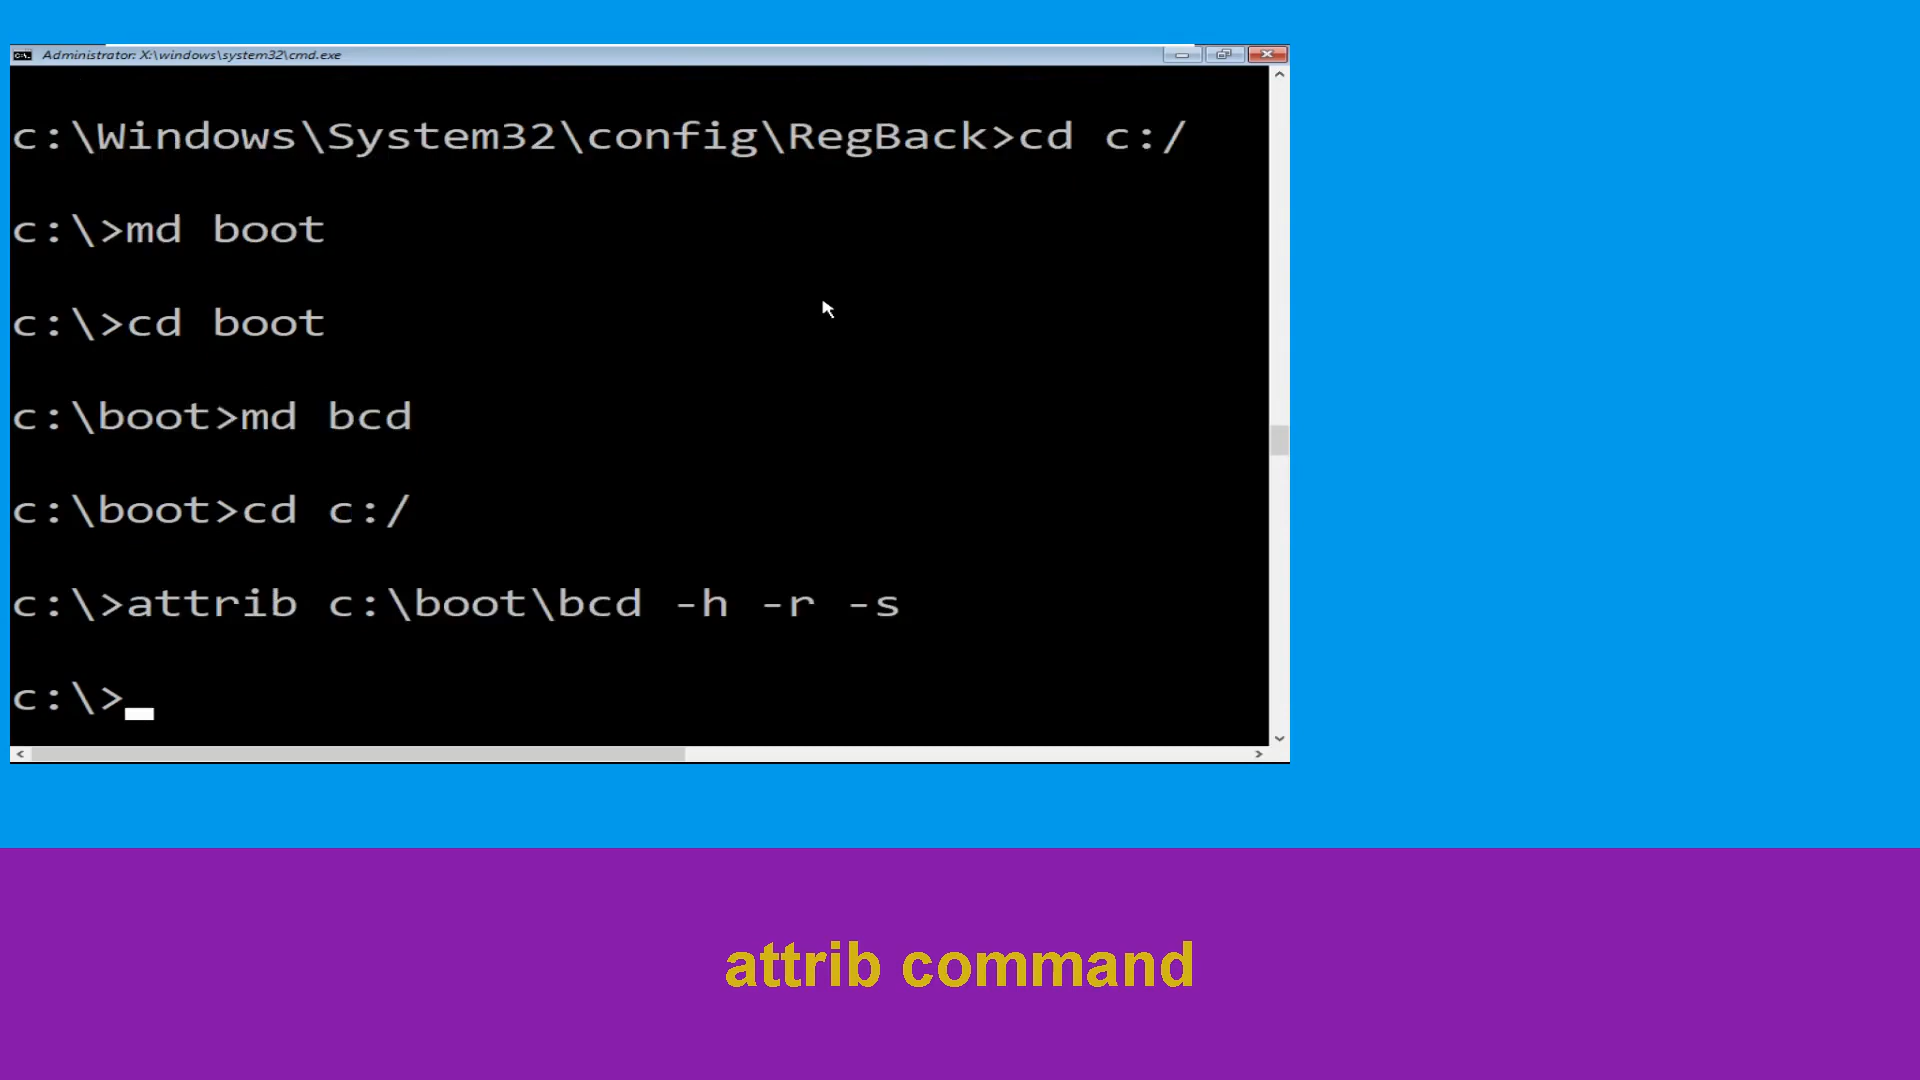 Administrator: X:\windows\system32\cmd.exe
c:\Windows\System32\config\RegBack>cd c:/
c:\>md boot
c:\>cd boot
c:\boot>md bcd
c:\boot>cd c:/
c:\>attrib c:\boot\bcd -h -r -s
c:\>
attrib command